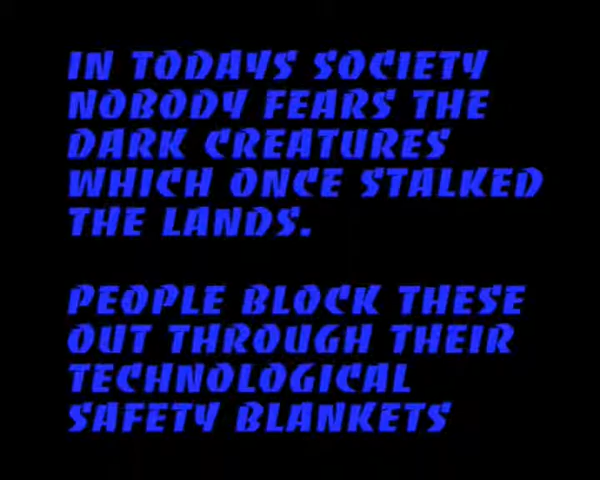 IN TODAYS SOCIETY
NOBODY FEARS THE
DARK CREATURES
WHICH ONCE STALKED
THE LANDS.
PEOPLE BLOCK THESE
OUT THROUGH THEIR
TECHNOLOGICAL
SAFETY BLANKETS